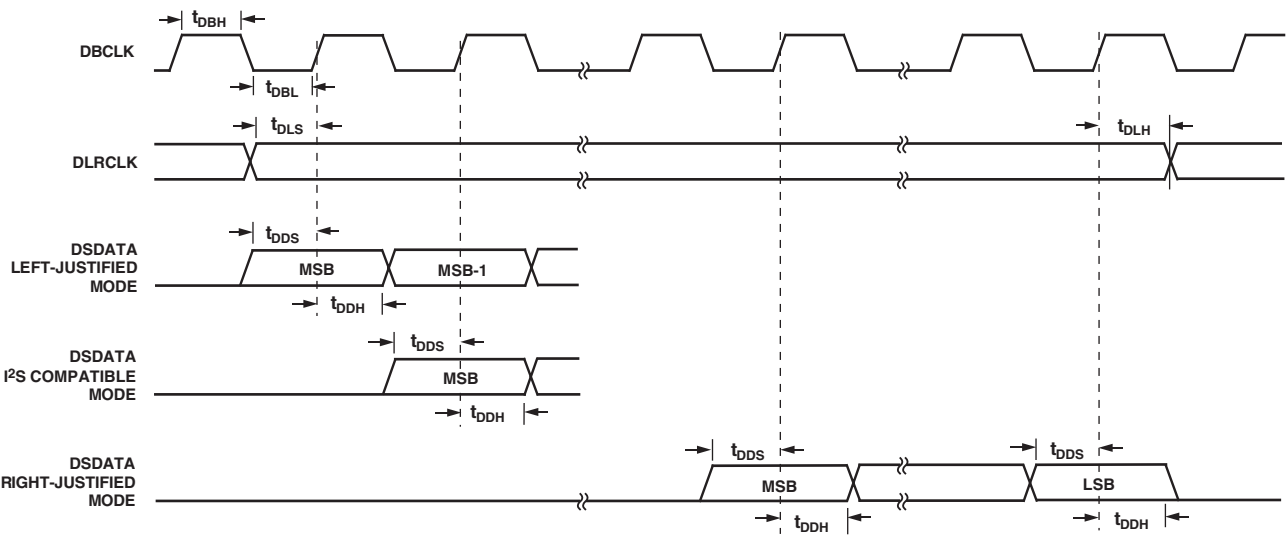 tDBH
DBCLK
tDBL
tDLS
tDLH
DLRCLK
tDDS
DSDATA
LEFT-JUSTIFIED
MODE
MSB
MSB-1
tDDH
tDDS
DSDATA
I2S COMPATIBLE
MODE
MSB
tDDH
tDDS
tDDS
DSDATA
RIGHT-JUSTIFIED
MODE
MSB
LSB
tDDH
tDDH